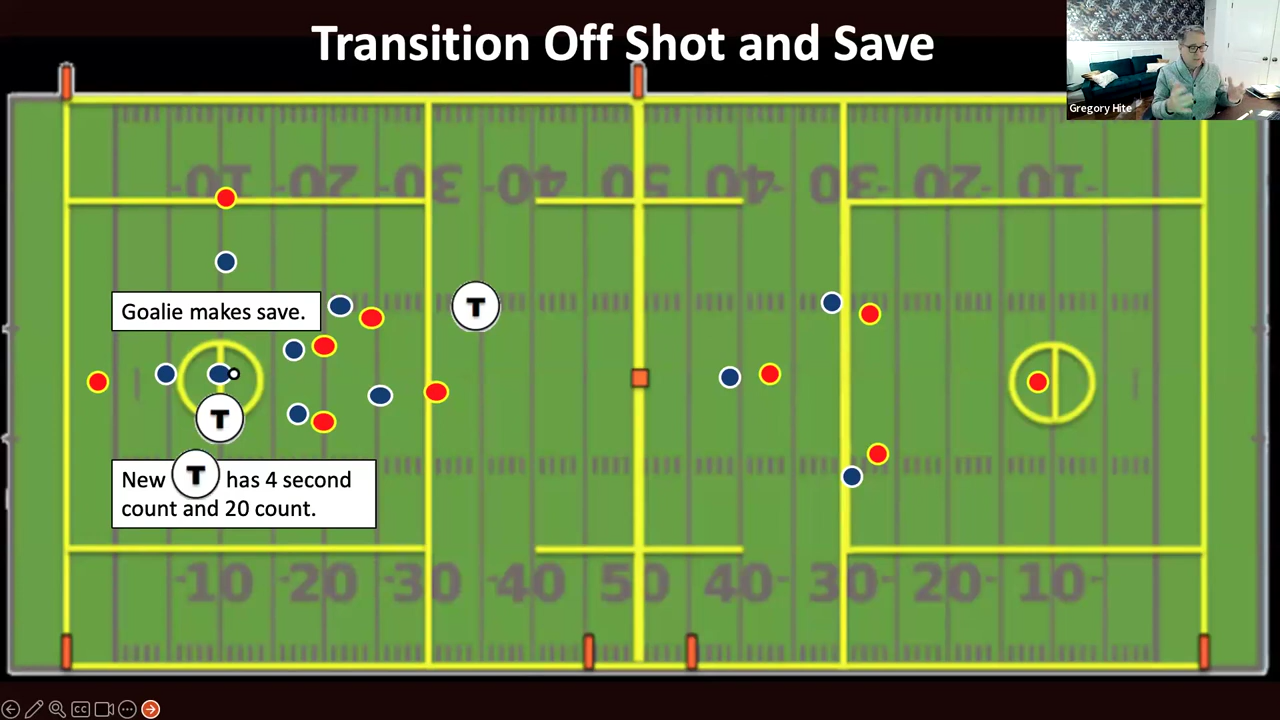 Transition Off Shot and Save
Gregory Hite
-10 -20 -30 -40 50 40- 30- 20- 10-
Goalie makes save.
T
T
New T has 4 second
count and 20 count.
-10 -20 -30 -40 50 40- 30- 20- 10-
CC